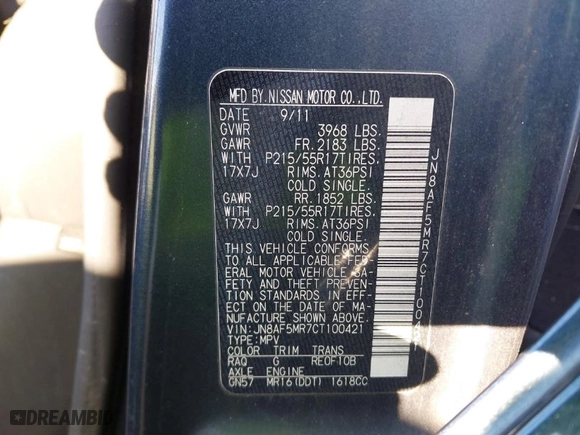 MFD BY.NISSAN MOTOR CO.,LTD.
DATE 9/11
GVWR 3968 LBS.
GAWR FR.2183 LBS.
WITH P215/55R17TIRES.
17X7J RIMS.AT36PSI
COLD SINGLE.
GAWR RR.1852 LBS.
WITH P215/55R17TIRES.
17X7J RIMS.AT36PSI
COLD SINGLE.
THIS VEHICLE CONFORMS
TO ALL APPLICABLE FED-
ERAL MOTOR VEHICLE SA-
FETY AND THEFT PREVEN-
TION STANDARDS IN EFF-
ECT ON THE DATE OF MA-
NUFACTURE SHOWN ABOVE.
VIN:JN8AF5MR7CT100421
TYPE:MPV
COLOR TRIM TRANS
RAQ G RE0F10B
AXLE ENGINE
GN57 MR16(DDT) 1618CC
JN8AF5MR7CT100421
DREAMBID